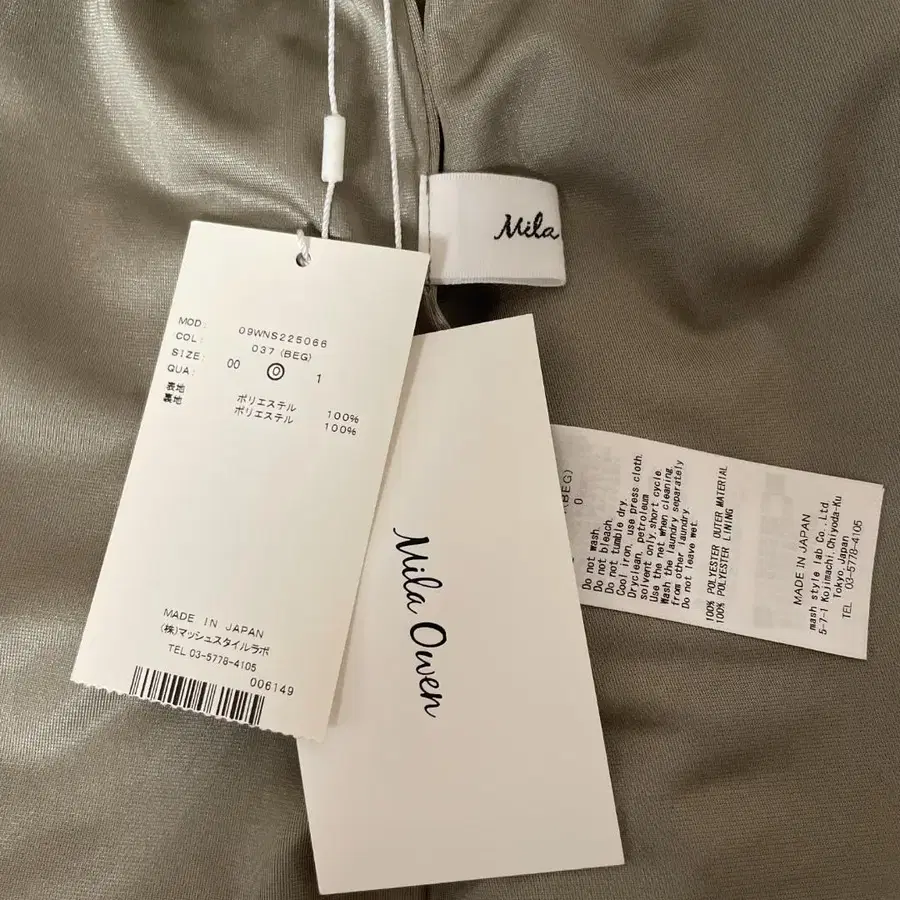 Mila
MOD: 09WNS225066
COL: 037 (BEG)
SIZE: 00 0 1
QUA:
表地 ポリエステル 100%
裏地 ポリエステル 100%
MADE IN JAPAN
(株)マッシュスタイルラボ
TEL 03-5778-4105
006149
Mila Owen
(BEG)
0
Do not wash.
Do not bleach.
Do not tumble dry.
Cool iron. use press cloth.
Dryclean, petroleum
solvent only,short cycle
Use the net when cleaning.
Wash the laundry separately
from other laundry.
Do not leave wet.
100% POLYESTER OUTER MATERIAL
100% POLYESTER LINING
MADE IN JAPAN
mash style lab Co.,Ltd.
5-7-1 Kojimachi,Chiyoda-Ku
Tokyo,Japan
TEL 03-5778-4105